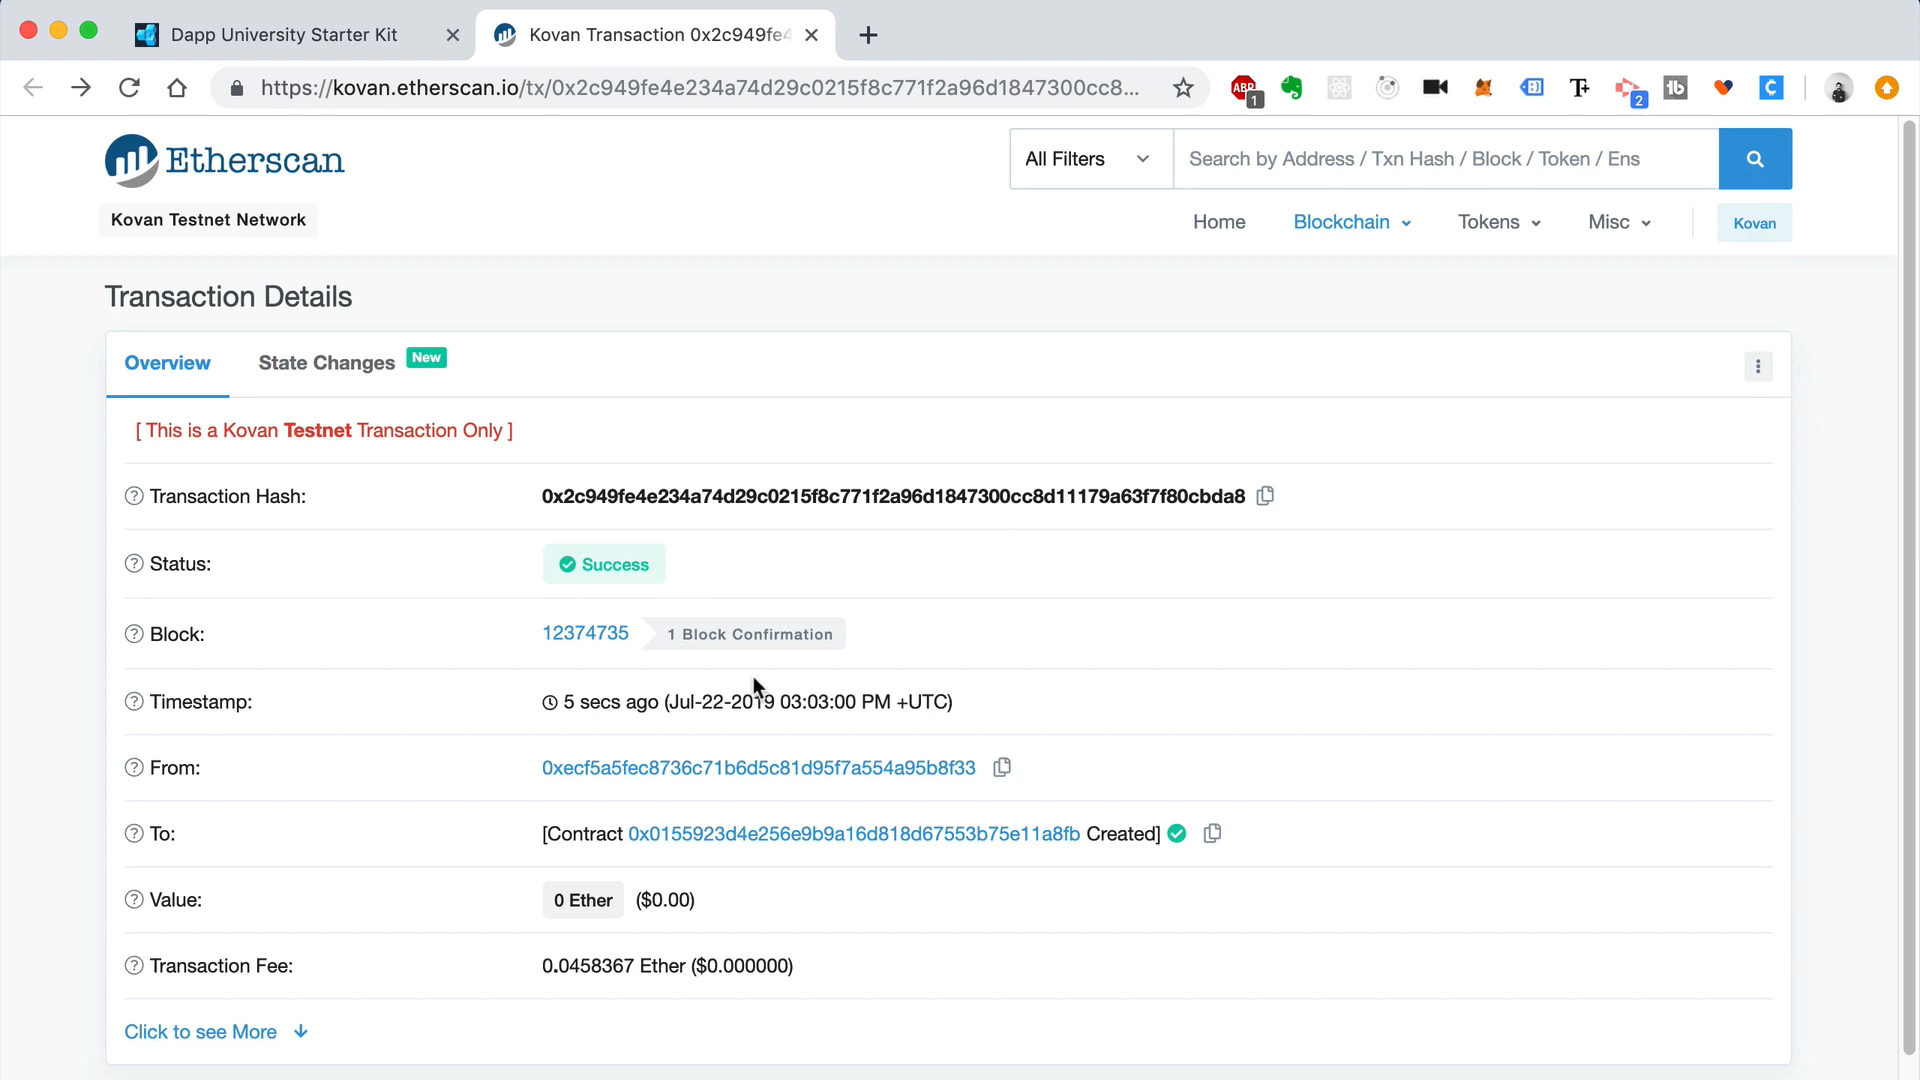 Dapp University Starter Kit
Kovan Transaction 0x2c949fe4
https://kovan.etherscan.io/tx/0x2c949fe4e234a74d29c0215f8c771f2a96d1847300cc8...
ABP
1
2
Etherscan
All Filters
Search by Address / Txn Hash / Block / Token / Ens
Kovan Testnet Network
Home
Blockchain
Tokens
Misc
Kovan
Transaction Details
Overview
State Changes
New
[ This is a Kovan Testnet Transaction Only ]
Transaction Hash: 0x2c949fe4e234a74d29c0215f8c771f2a96d1847300cc8d11179a63f7f80cbda8
Status: Success
Block: 12374735 1 Block Confirmation
Timestamp: 5 secs ago (Jul-22-2019 03:03:00 PM +UTC)
From: 0xecf5a5fec8736c71b6d5c81d95f7a554a95b8f33
To: [Contract 0x0155923d4e256e9b9a16d818d67553b75e11a8fb Created]
Value: 0 Ether ($0.00)
Transaction Fee: 0.0458367 Ether ($0.000000)
Click to see More